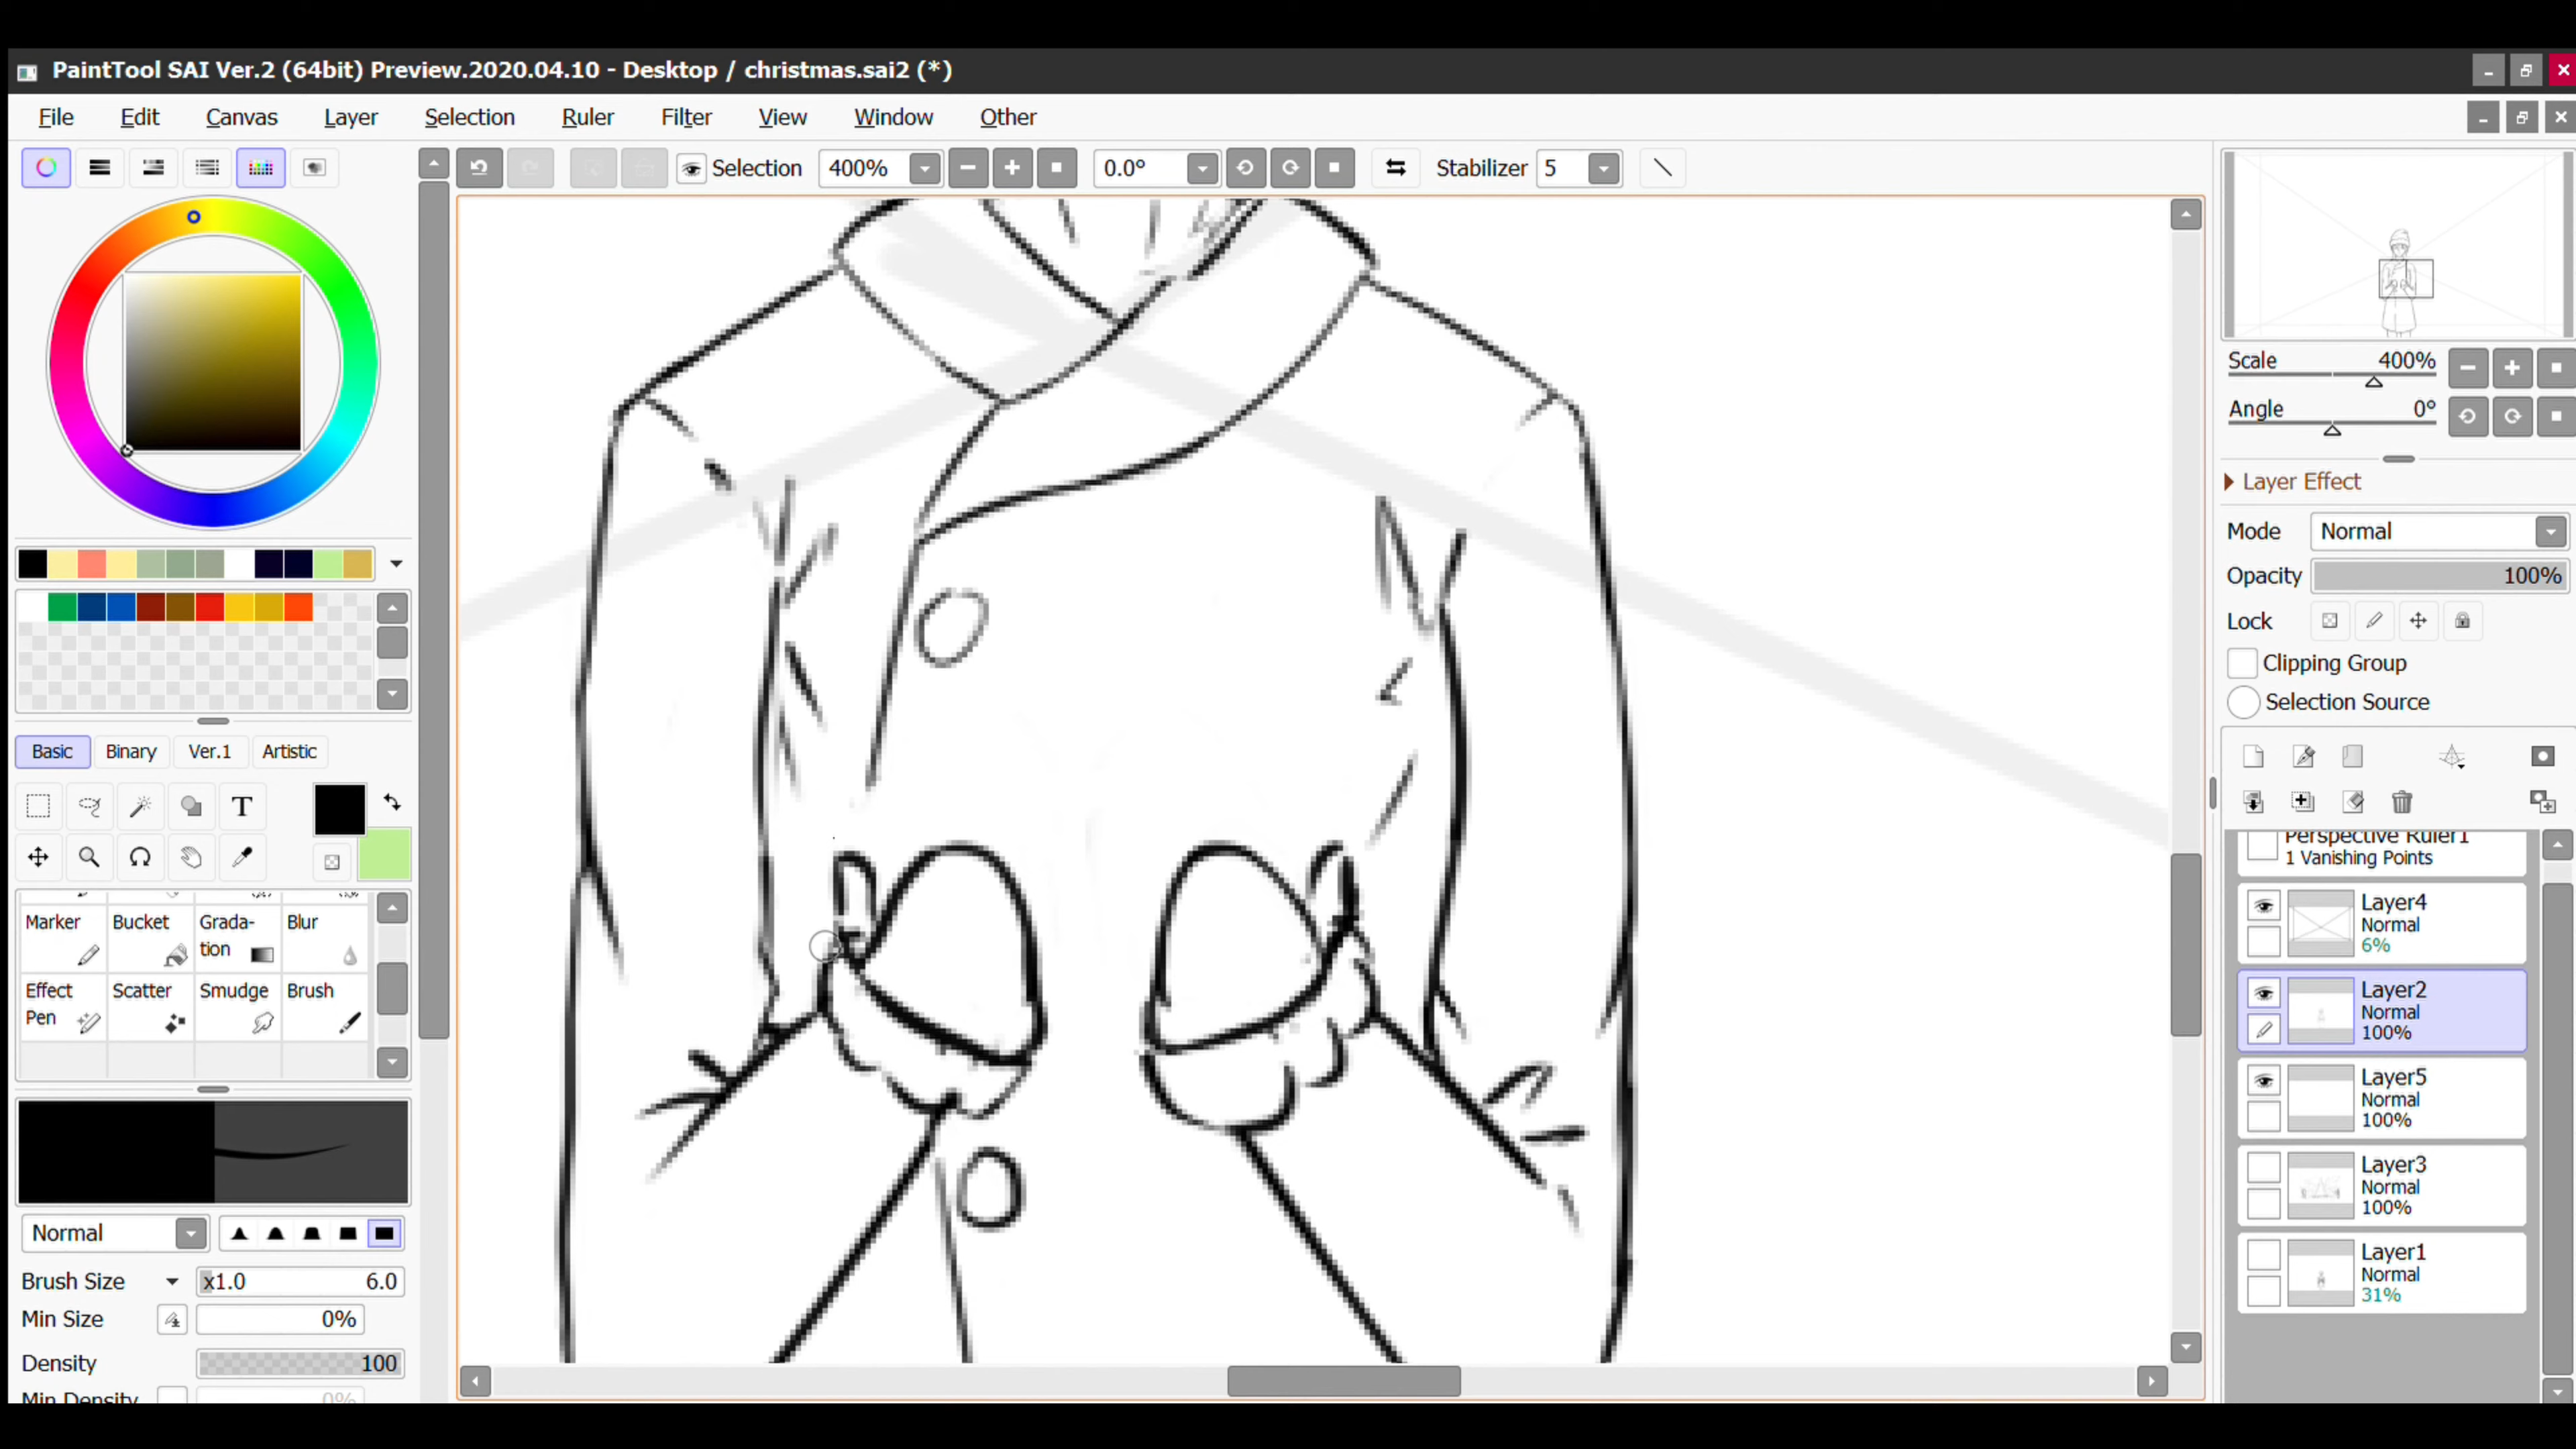 PaintTool SAI Ver.2 (64bit) Preview.2020.04.10 - Desktop / christmas.sai2 (*)
File Edit Canvas Layer Selection Ruler Filter View Window Other
Selection 400% 0.0° Stabilizer 5
Scale 400%
Angle 0°
Layer Effect
Mode Normal
Opacity 100%
Lock
Clipping Group
Selection Source
Basic Binary Ver.1 Artistic
T
Marker Bucket Grada-
tion Blur
Effect
Pen Scatter Smudge Brush
Normal
Brush Size x1.0 6.0
Min Size 0%
Density 100
Min Density 0%
Perspective Ruler1
1 Vanishing Points
Layer4
Normal
6%
Layer2
Normal
100%
Layer5
Normal
100%
Layer3
Normal
100%
Layer1
Normal
31%